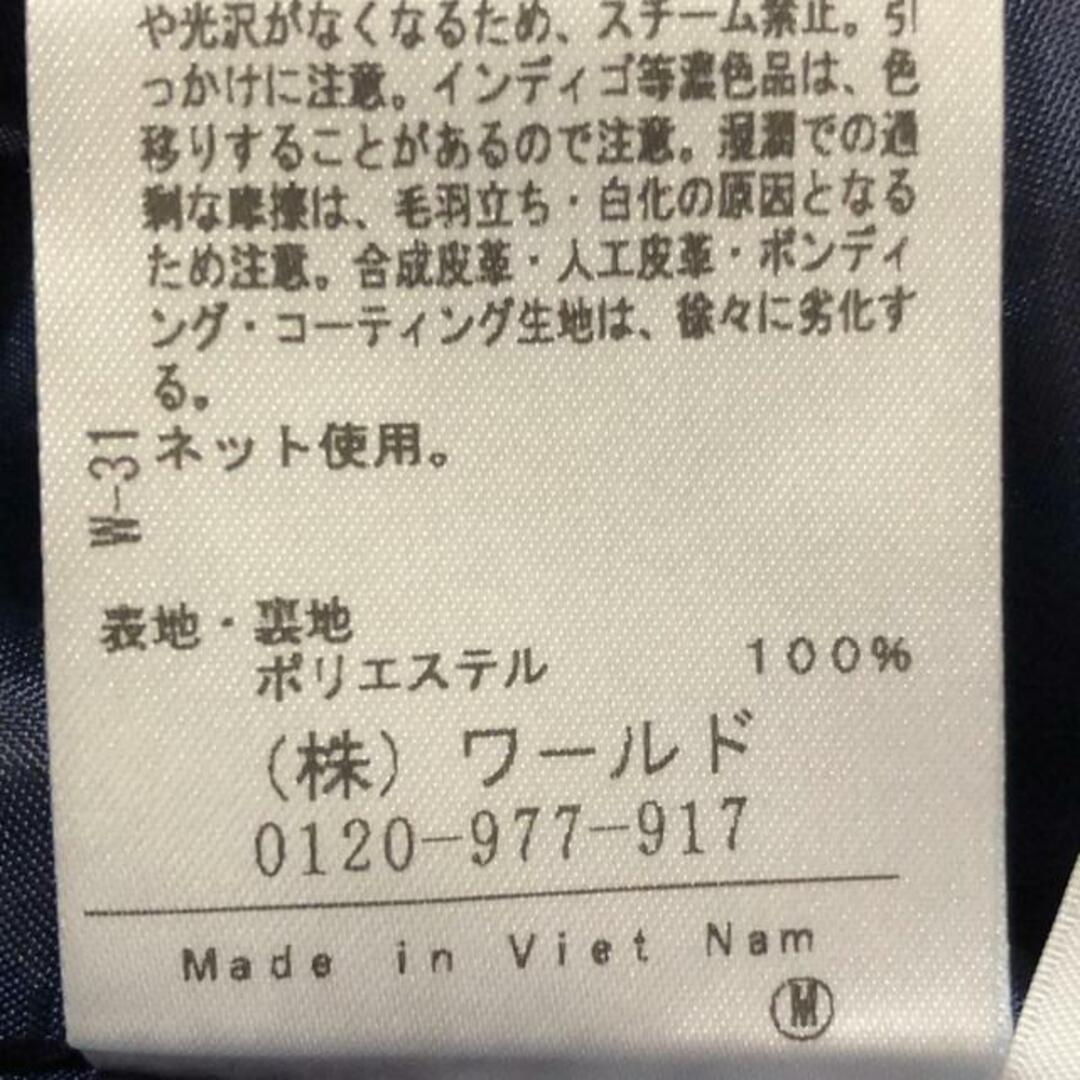 や光沢がなくなるため、スチーム禁止。引
っかけに注意。インディゴ等濃色品は、色
移りすることがあるので注意。湿潤での過
剰な摩擦は、毛羽立ち・白化の原因となる
ため注意。合成皮革・人工皮革・ボンディ
ング・コーティング生地は、徐々に劣化す
る。
ネット使用。
W-31
表地・裏地
ポリエステル 100%
(株) ワールド
0120-977-917
Made in Viet Nam
M